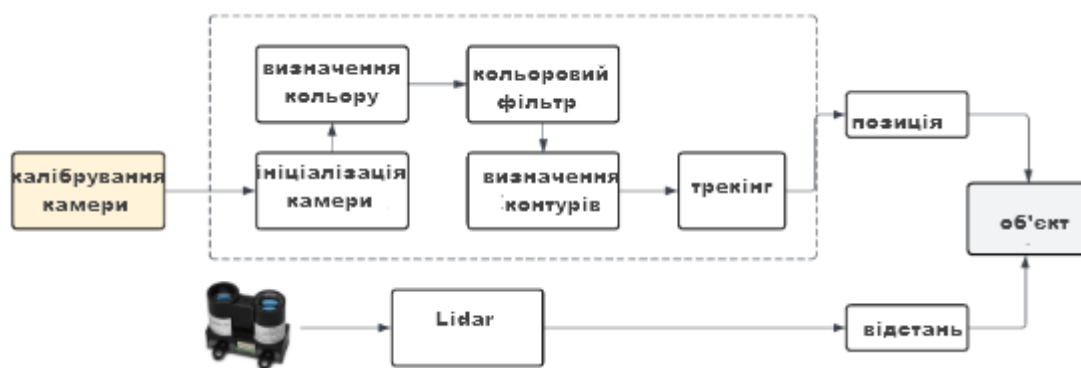 визначення
кольору
кольоровий
фільтр
позиція
калібрування
камери
ініціалізація
камери
визначення
контурів
трекінг
об'єкт
Lidar
відстань